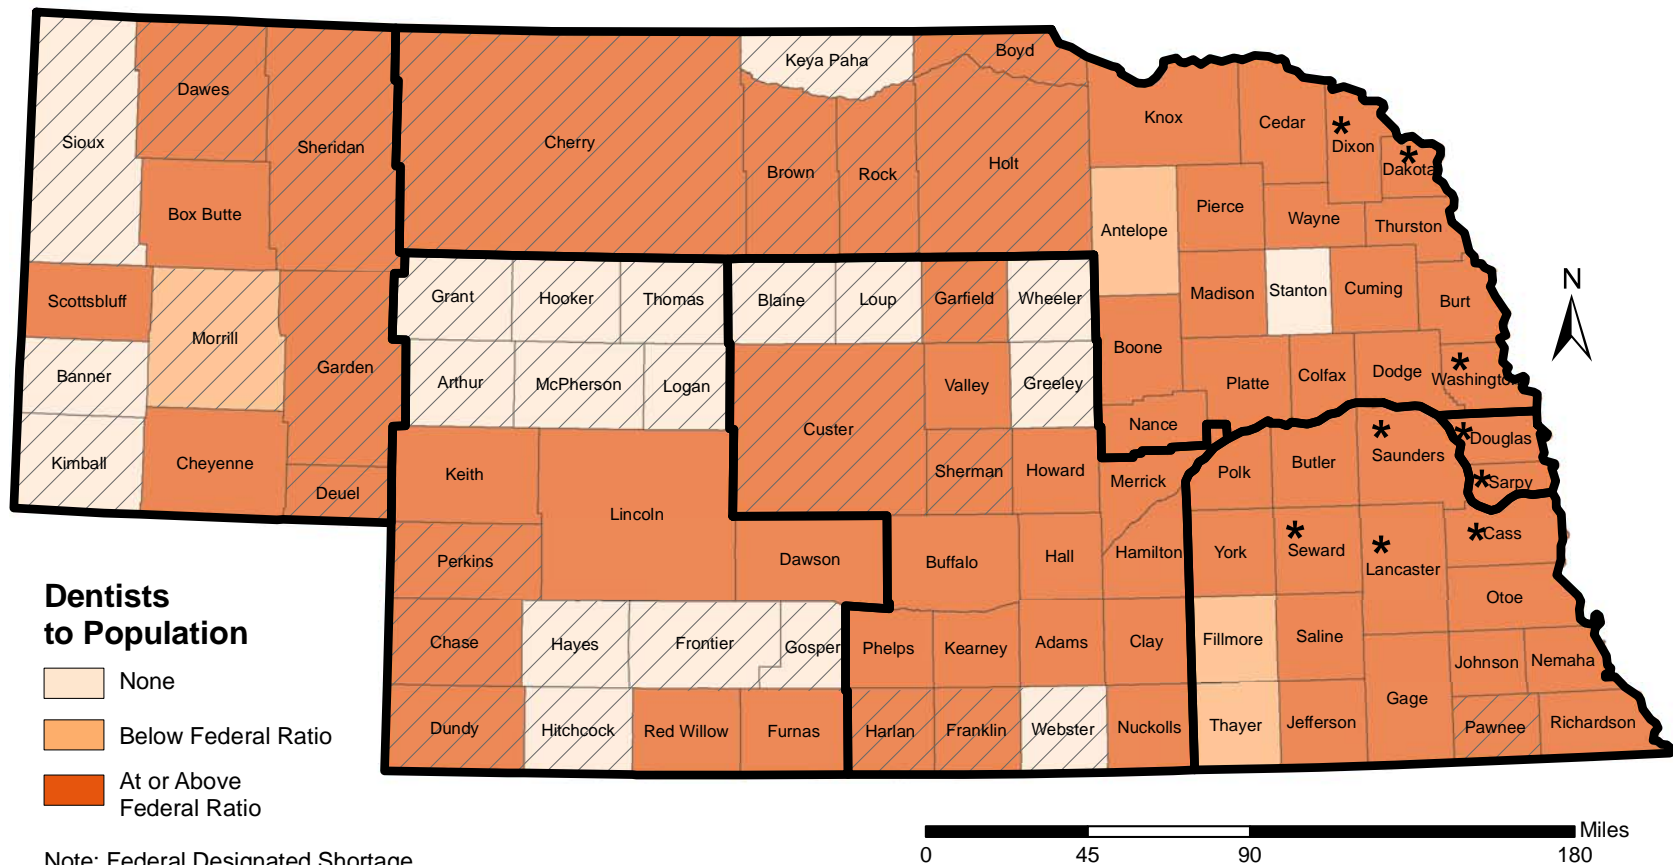 Boyd
Keya Paha
Dawes
Sioux
Sheridan
Cherry
Brown
Rock
Holt
Knox
Cedar
*
Dixon
*
Dakota
Box Butte
Antelope
Pierce
Wayne
Thurston
Scottsbluff
Morrill
Grant
Hooker
Thomas
Blaine
Loup
Garfield
Wheeler
Madison
Stanton
Cuming
Burt
N
Banner
Garden
Arthur
McPherson
Logan
Custer
Valley
Greeley
Boone
Platte
Colfax
Dodge
*
Washingto
Nance
Kimball
Cheyenne
Deuel
Keith
Lincoln
Sherman
Howard
Merrick
Polk
Butler
*
Saunders
*
Douglas
*
Sarpy
Perkins
Dawson
Buffalo
Hall
Hamilton
York
*
Seward
*
Lancaster
*
Cass
Otoe
Chase
Hayes
Frontier
Gosper
Phelps
Kearney
Adams
Clay
Fillmore
Saline
Johnson
Nemaha
Dundy
Hitchcock
Red Willow
Furnas
Harlan
Franklin
Webster
Nuckolls
Thayer
Jefferson
Gage
Pawnee
Richardson
Dentists
to Population
None
Below Federal Ratio
At or Above
Federal Ratio
Note: Federal Designated Shortage
Miles
0 45 90 180